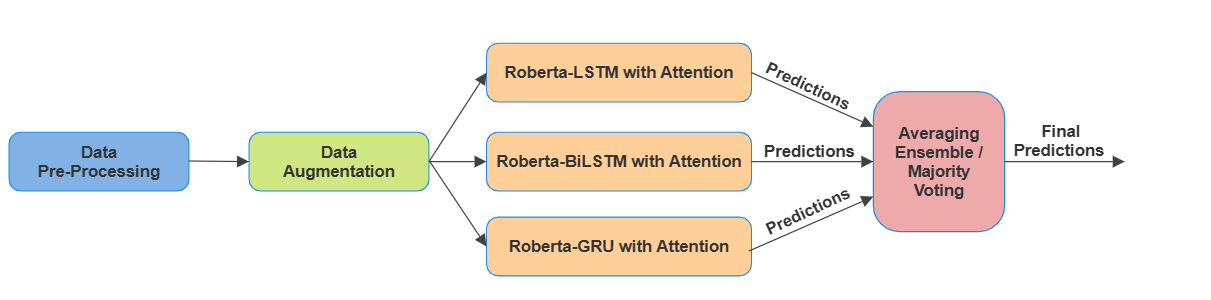 Data
Pre-Processing
Data
Augmentation
Roberta-LSTM with Attention
Roberta-BiLSTM with Attention
Roberta-GRU with Attention
Predictions
Predictions
Predictions
Averaging
Ensemble /
Majority
Voting
Final
Predictions